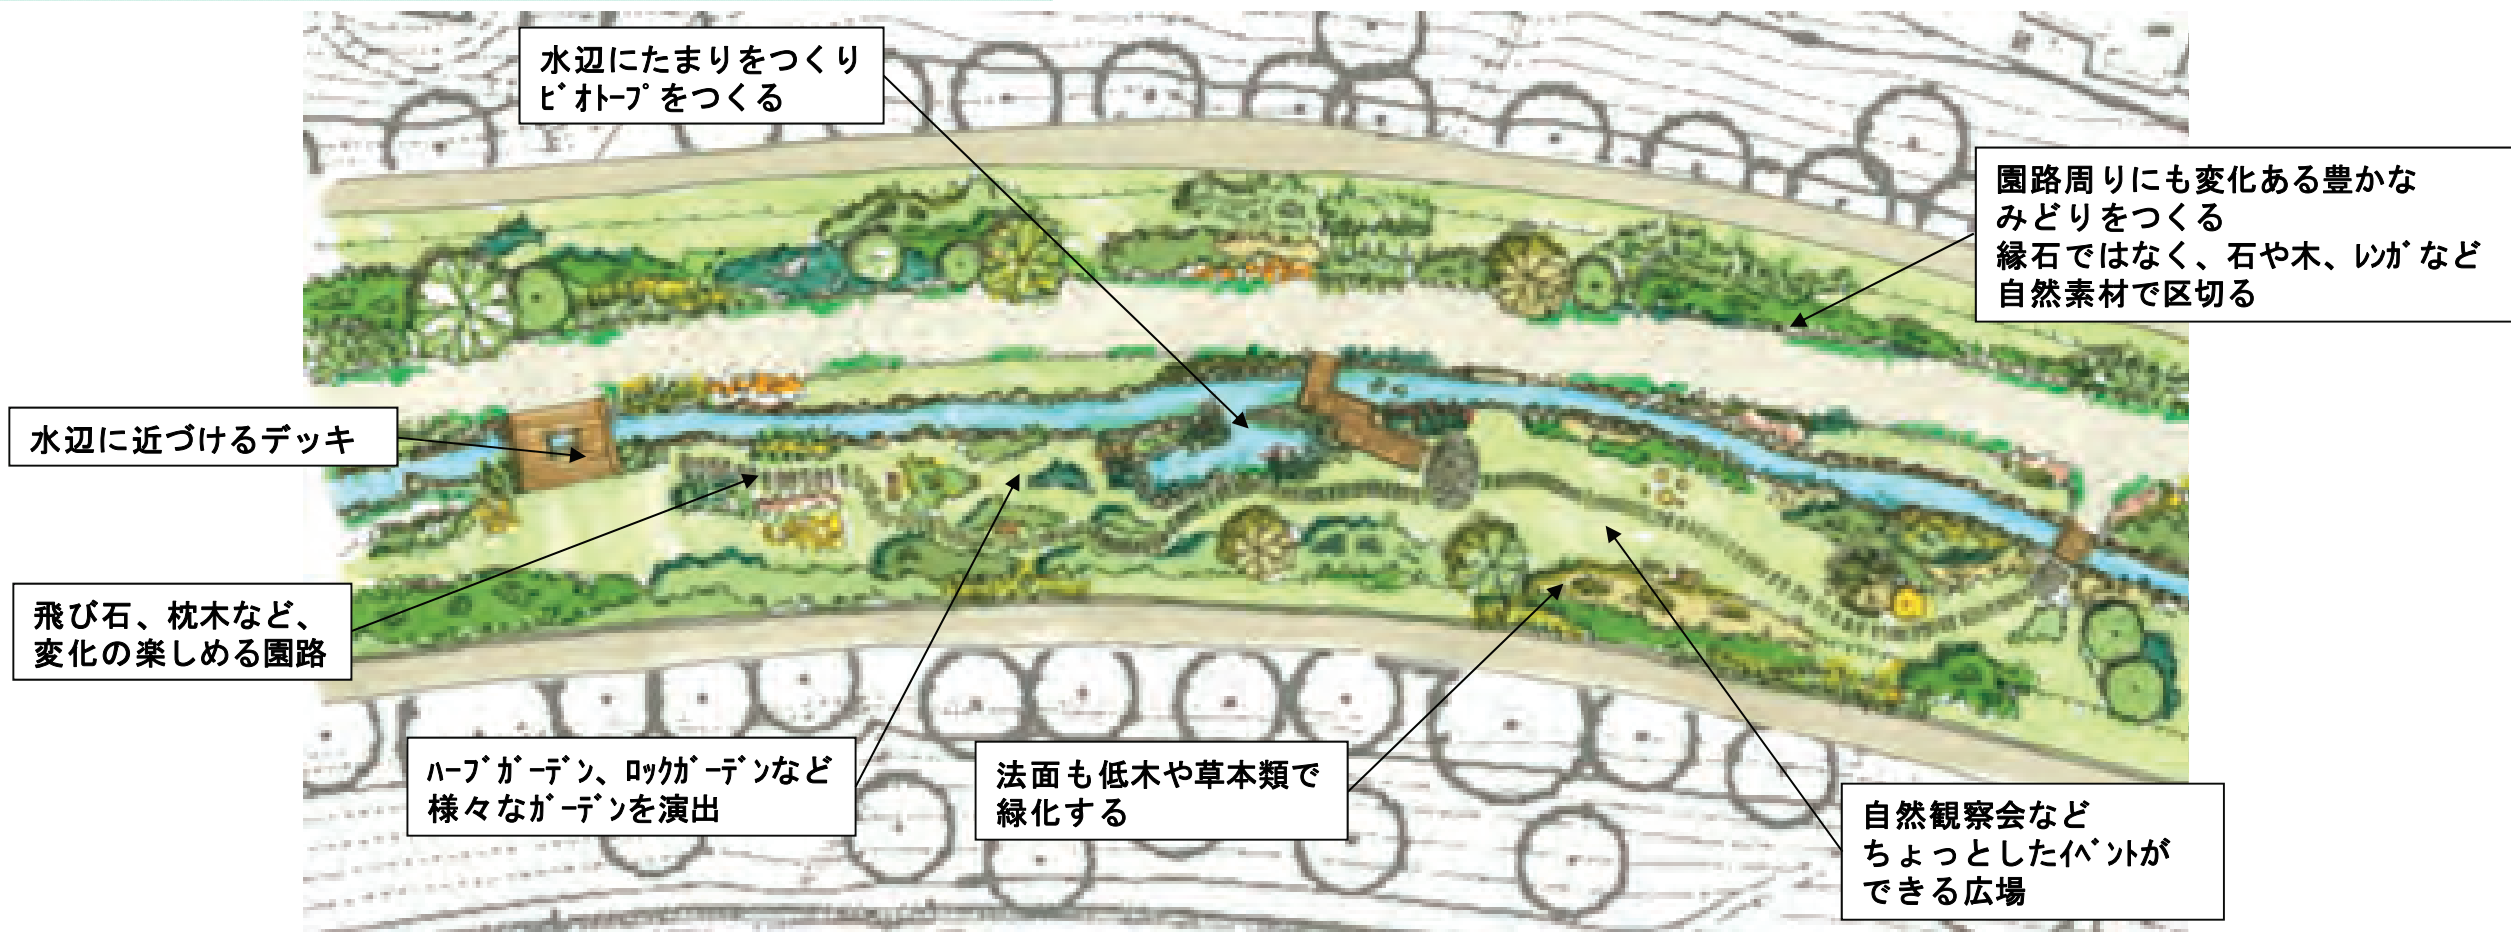 水辺にたまりをつくり
ﾋﾞｵﾄｰﾌﾟをつくる
園路周りにも変化ある豊かな
みどりをつくる
縁石ではなく、石や木、ﾚﾝｶﾞなど
自然素材で区切る
水辺に近づけるデッキ
飛び石、枕木など、
変化の楽しめる園路
ﾊｰﾌﾞｶﾞｰﾃﾞﾝ、ﾛｯｸｶﾞｰﾃﾞﾝなど
様々なｶﾞｰﾃﾞﾝを演出
法面も低木や草本類で
緑化する
自然観察会など
ちょっとしたｲﾍﾞﾝﾄが
できる広場